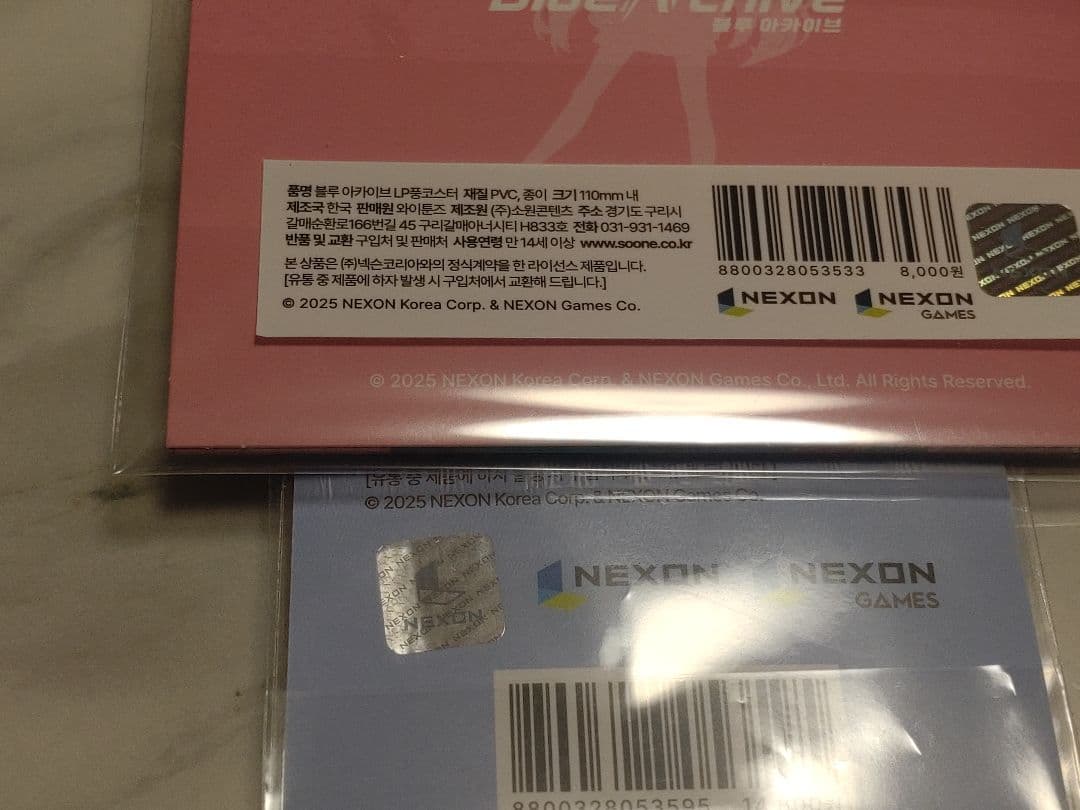 Blue Archive
블루 아카이브
품명 블루 아카이브 LP풍코스터 재질 PVC, 종이 크기 110mm 내
제조국 한국 판매원 와이툰즈 제조원 (주)소원콘텐츠 주소 경기도 구리시
갈매순환로166번길 45 구리갈매아너시티 H833호 전화 031-931-1469
반품 및 교환 구입처 및 판매처 사용연령 만 14세 이상 www.soone.co.kr
본 상품은 (주)넥슨코리아와의 정식계약을 한 라이선스 제품입니다.
[유통 중 제품에 하자 발생 시 구입처에서 교환해 드립니다.]
© 2025 NEXON Korea Corp. & NEXON Games Co.
8800328053533 8,000원
NEXON NEXON GAMES
© 2025 NEXON Korea Corp. & NEXON Games Co., Ltd. All Rights Reserved.
[유통 중 제품에 하자
© 2025 NEXON Korea Corp. & NEXON Games Co.
NEXON
NEXON NEXON GAMES
8800328053595